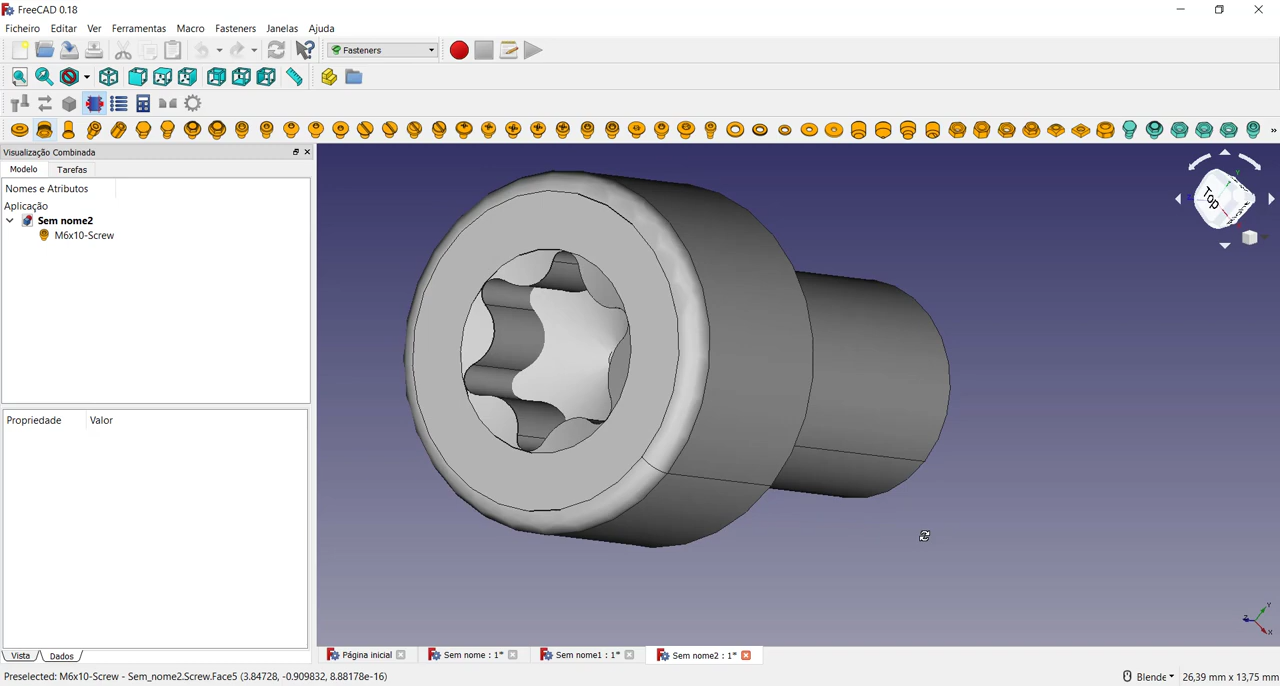 FreeCAD 0.18
Ficheiro Editar Ver Ferramentas Macro Fasteners Janelas Ajuda
Fasteners
Visualização Combinada
Modelo Tarefas
Nomes e Atributos
Aplicação
Sem nome2
M6x10-Screw
Top
Y
Propriedade Valor
Y
Z
X
Vista Dados
Página inicial Sem nome : 1* Sem nome1 : 1* Sem nome2 : 1*
Preselected: M6x10-Screw - Sem_nome2.Screw.Face5 (3.84728, -0.909832, 8.88178e-16) Blende 26,39 mm x 13,75 mm